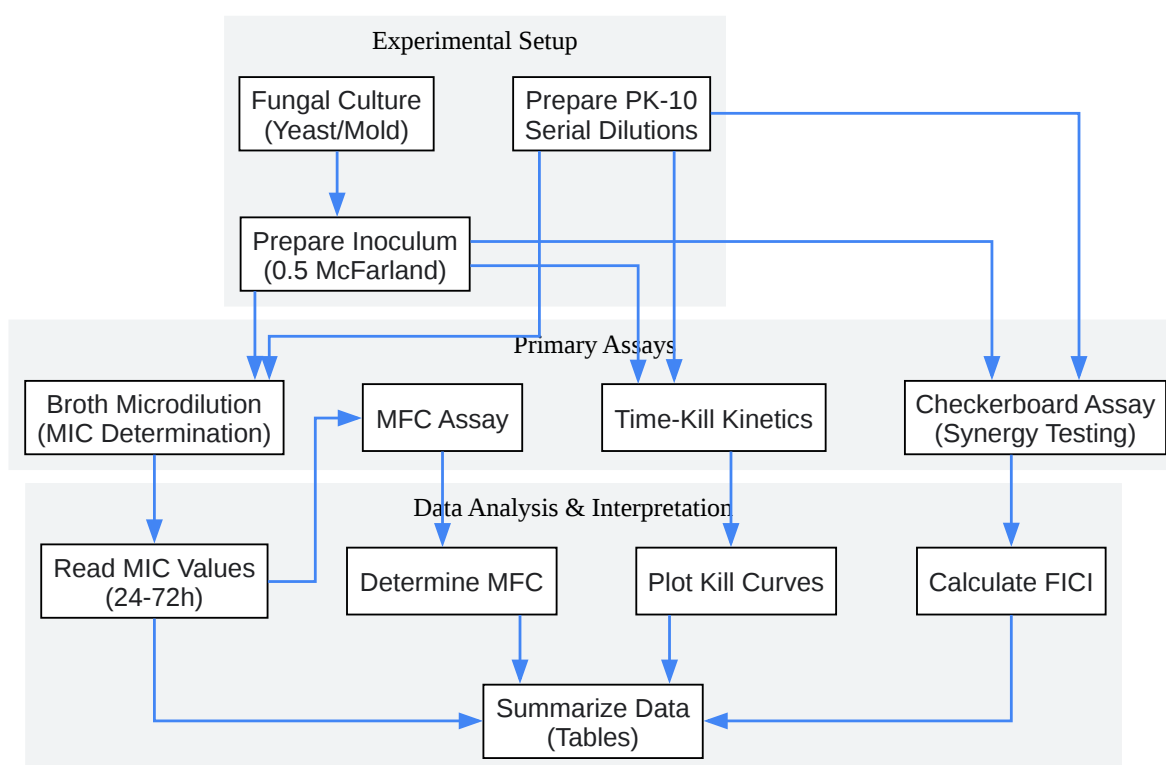 Experimental Setup
Fungal Culture
(Yeast/Mold)
Prepare PK-10
Serial Dilutions
Prepare Inoculum
(0.5 McFarland)
Primary Assays
Broth Microdilution
(MIC Determination)
MFC Assay
Time-Kill Kinetics
Checkerboard Assay
(Synergy Testing)
Data Analysis & Interpretation
Read MIC Values
(24-72h)
Determine MFC
Plot Kill Curves
Calculate FICI
Summarize Data
(Tables)